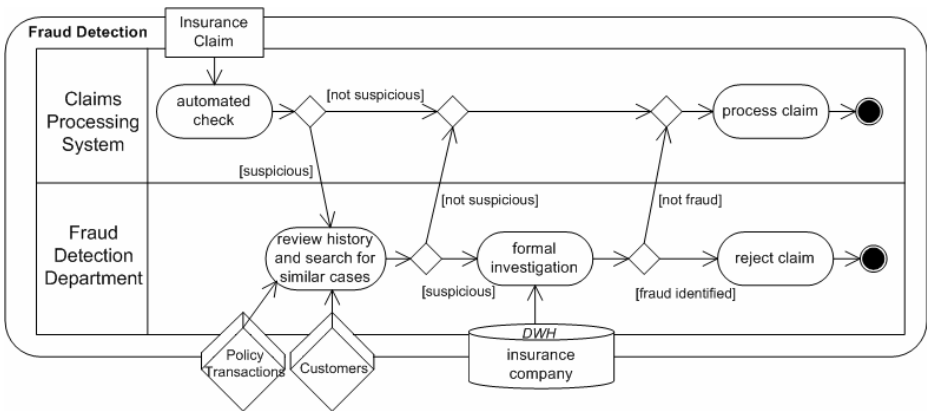 Fraud Detection
Insurance
Claim
Claims
Processing
System
automated
check
[not suspicious]
process claim
[suspicious]
Fraud
Detection
Department
review history
and search for
similar cases
[not suspicious]
[suspicious]
formal
investigation
[not fraud]
[fraud identified]
reject claim
Policy
Transactions
Customers
DWH
insurance
company